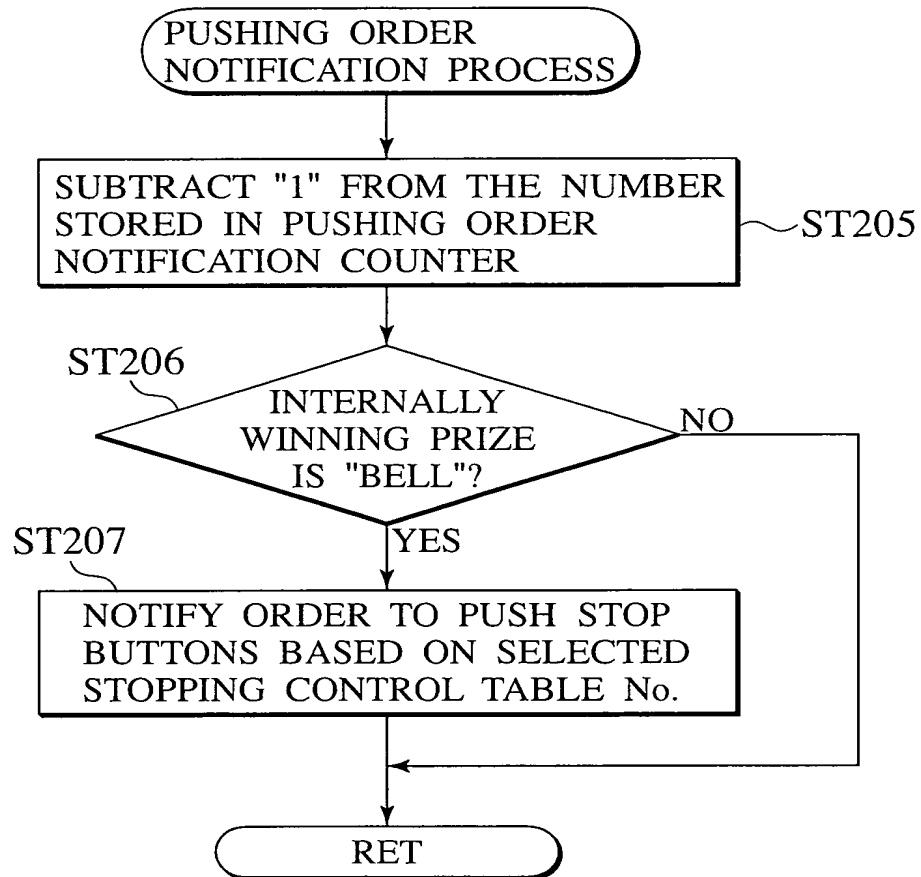 PUSHING ORDER
NOTIFICATION PROCESS
SUBTRACT "1" FROM THE NUMBER
STORED IN PUSHING ORDER
NOTIFICATION COUNTER
ST205
ST206
INTERNALLY
WINNING PRIZE
IS "BELL"?
NO
YES
ST207
NOTIFY ORDER TO PUSH STOP
BUTTONS BASED ON SELECTED
STOPPING CONTROL TABLE No.
RET